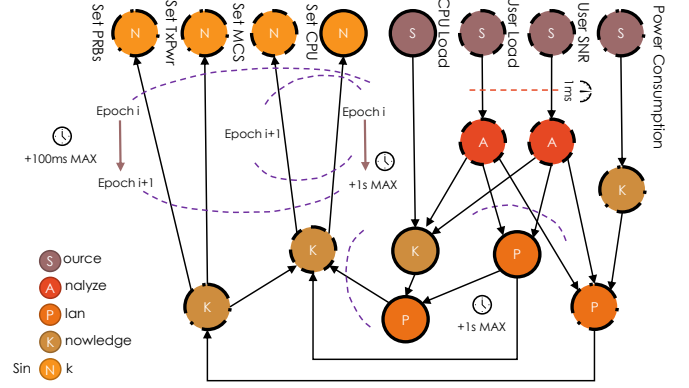 Set PRBs
Set TxPwr
Set MCS
Set CPU
CPU Load
User Load
User SNR
Power Consumption
N
N
N
N
S
S
S
S
1ms
Epoch i
Epoch i
Epoch i+1
+100ms MAX
A
A
+1s MAX
Epoch i+1
K
K
K
P
S ource
A nalyze
P lan
K nowledge
Sin N k
K
P
+1s MAX
P